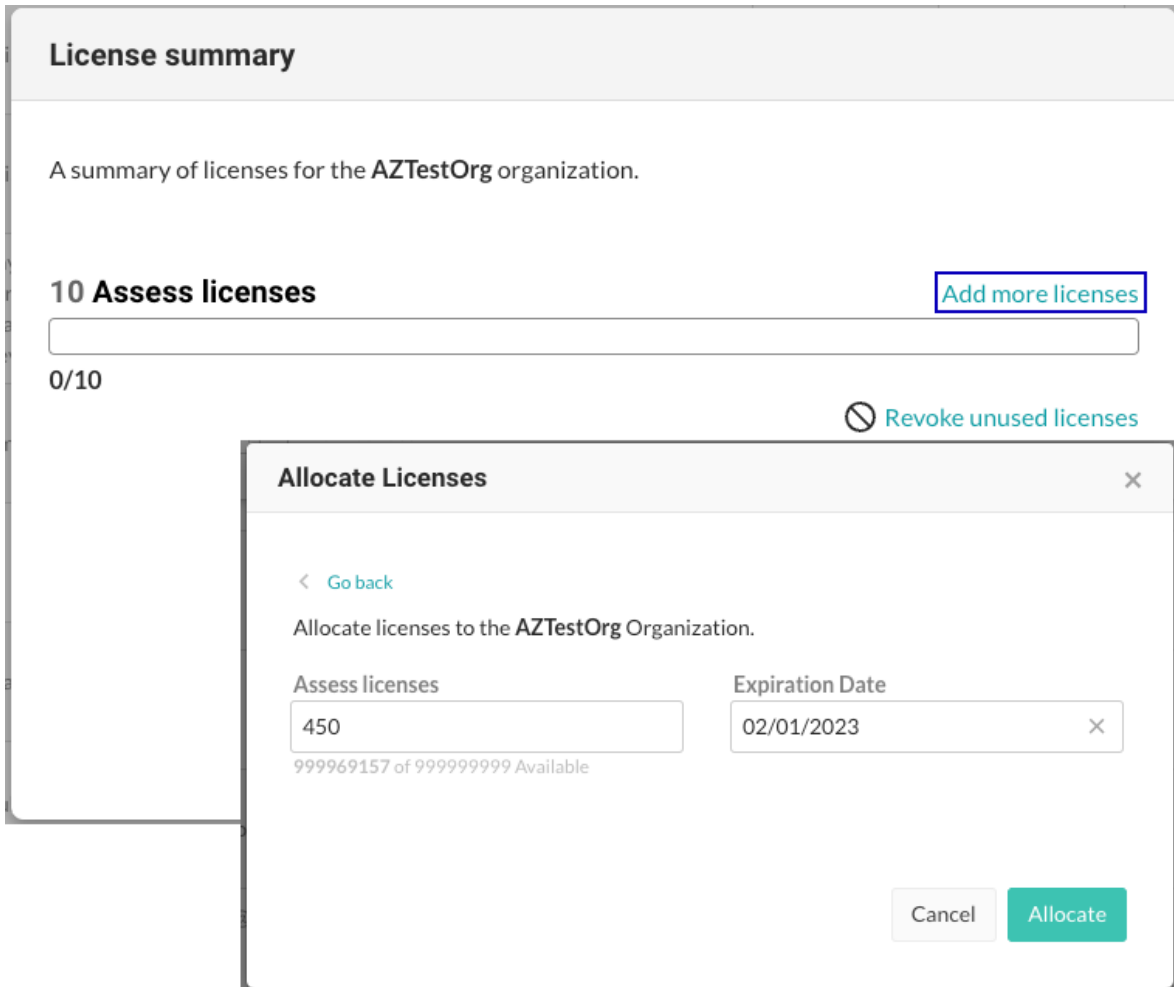 License summary
A summary of licenses for the AZTestOrg organization.
10 Assess licenses
Add more licenses
0/10
Revoke unused licenses
Allocate Licenses
Go back
Allocate licenses to the AZTestOrg Organization.
Assess licenses
Expiration Date
450
02/01/2023
999969157 of 999999999 Available
Cancel
Allocate